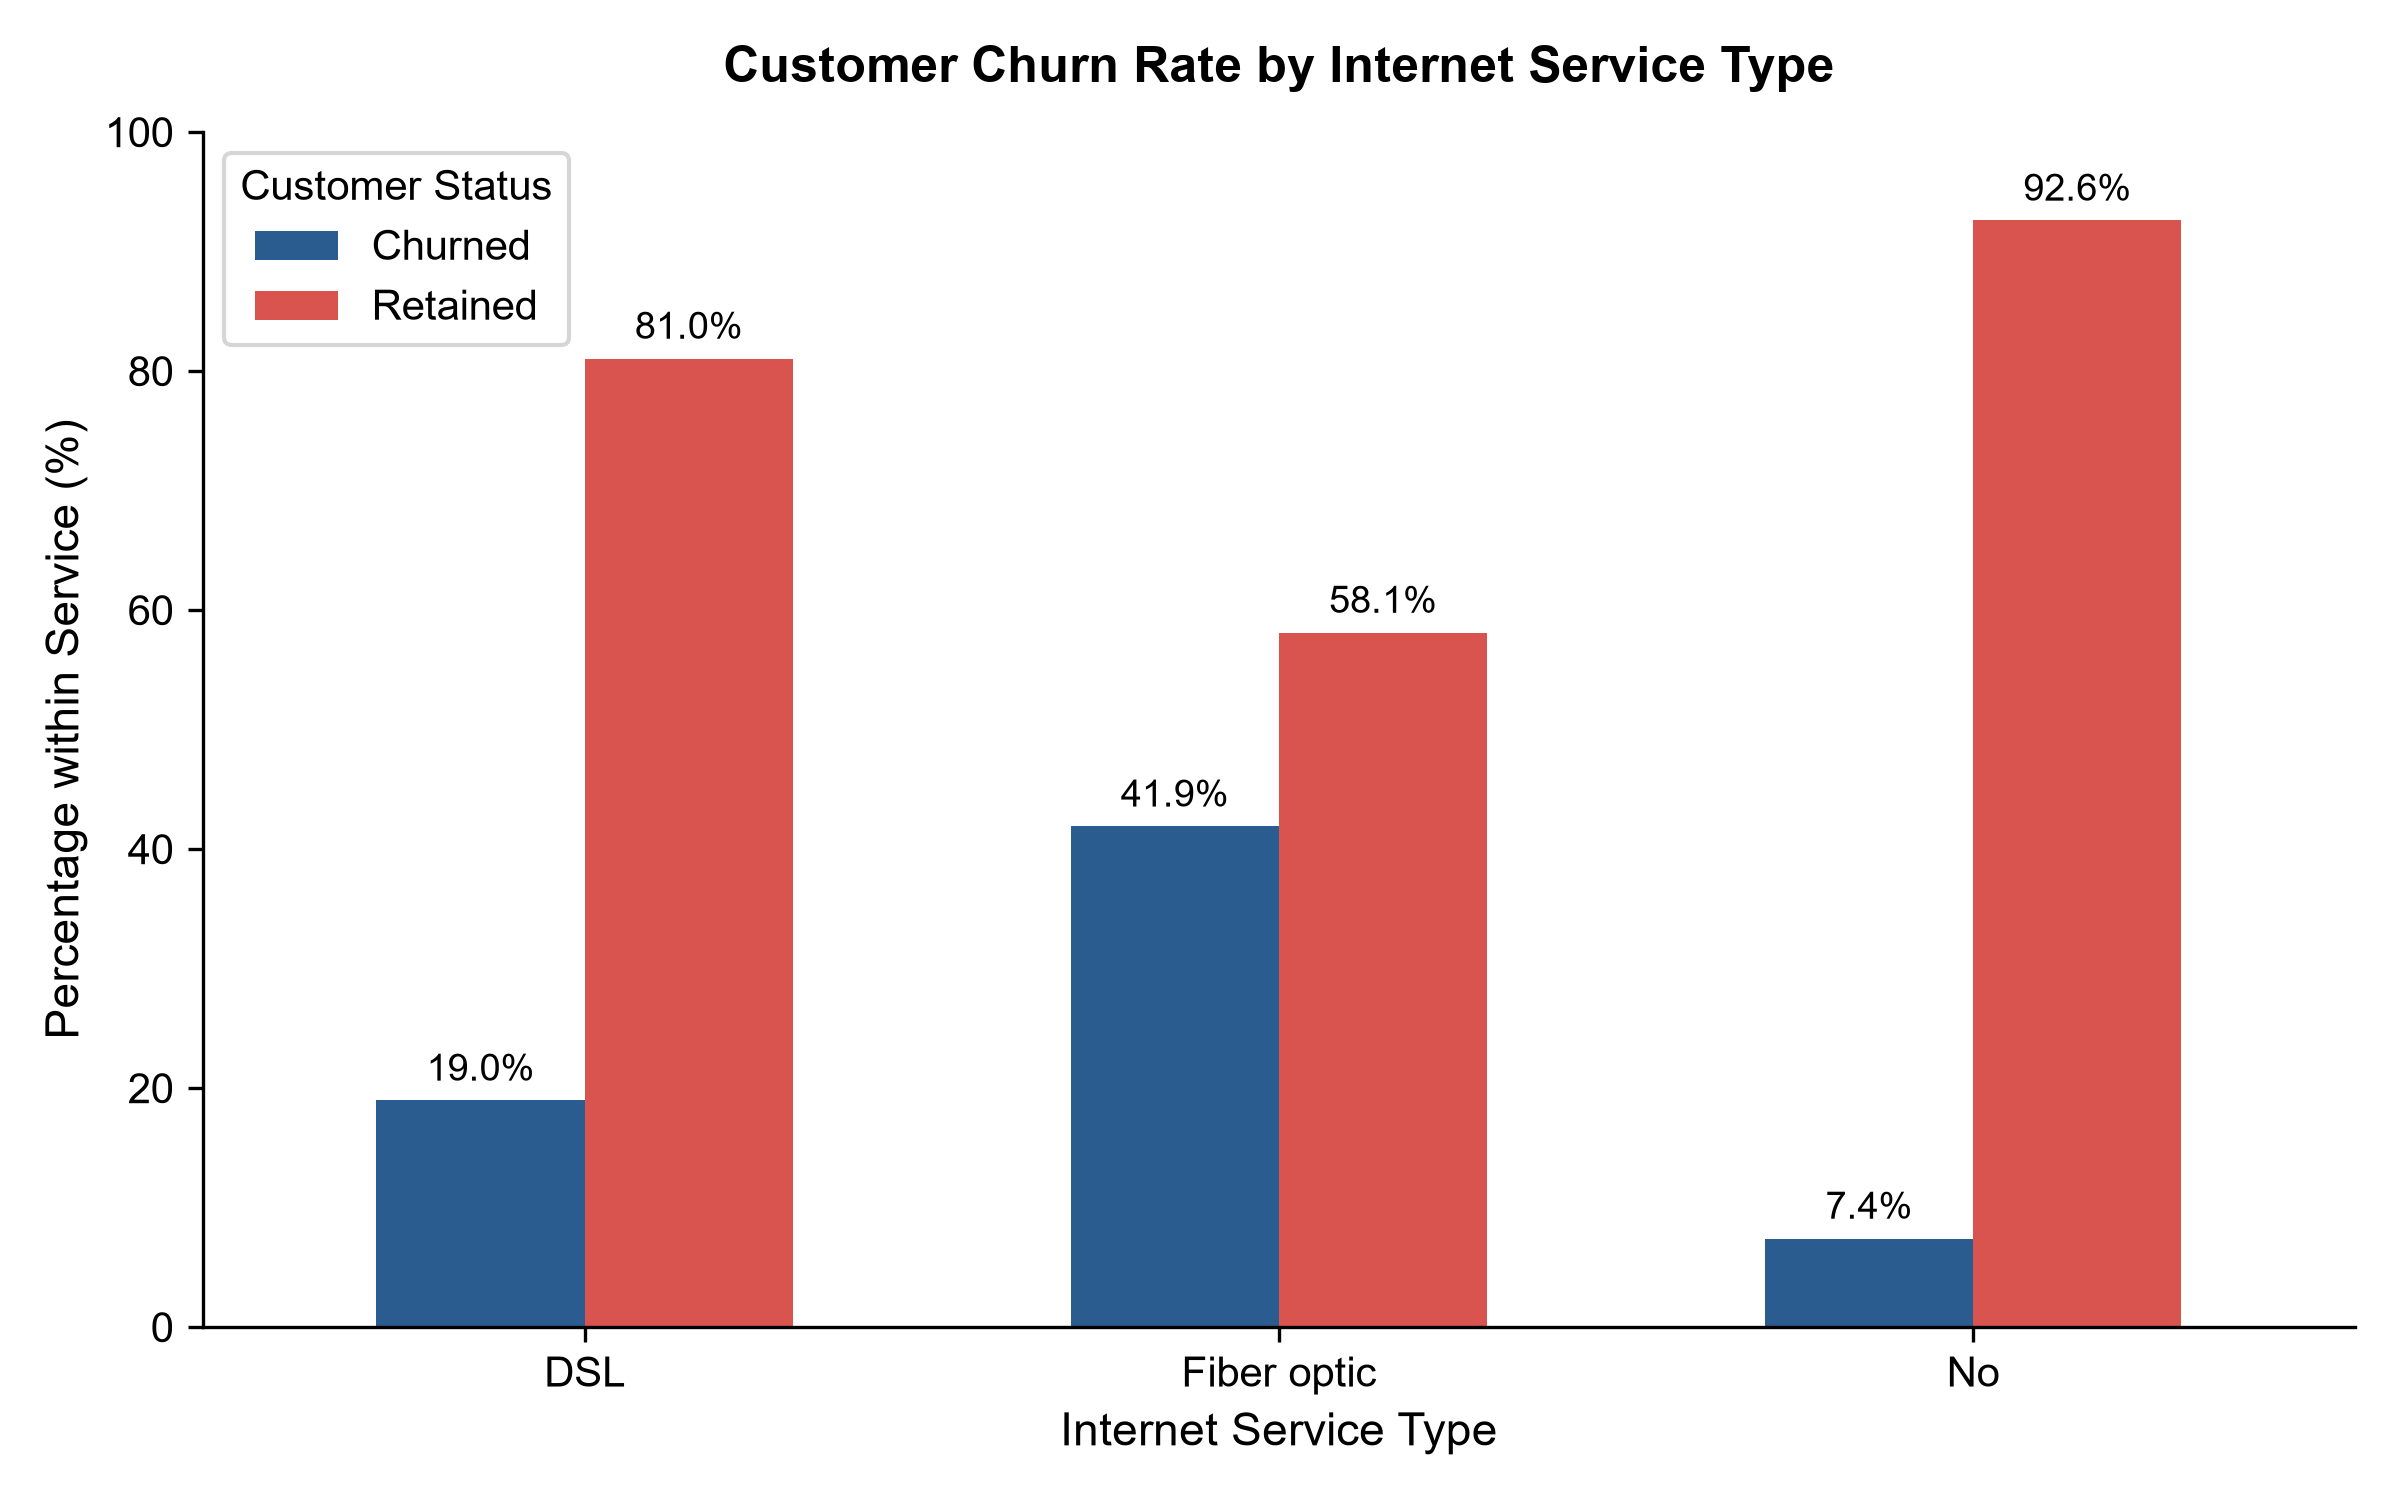 Customer Churn Rate by Internet Service Type
100
80
60
40
20
0
Percentage within Service (%)
Customer Status
Churned
Retained
19.0%
81.0%
41.9%
58.1%
7.4%
92.6%
DSL
Fiber optic
No
Internet Service Type